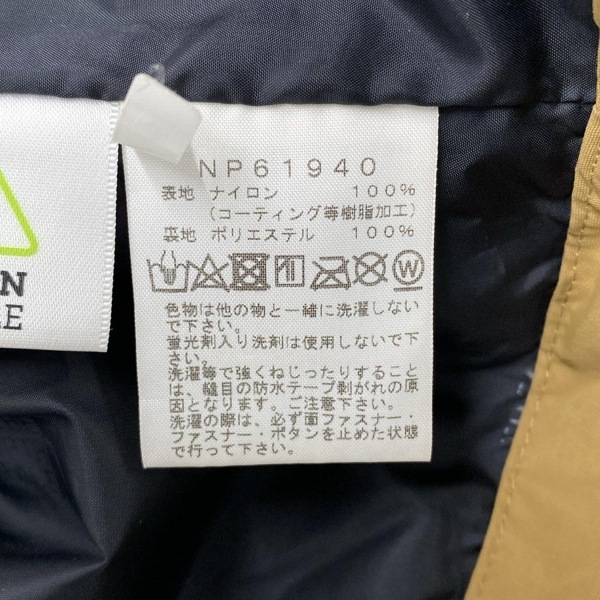 NP61940
表地 ナイロン 100%
(コーティング等樹脂加工)
裏地 ポリエステル 100%
W
色物は他の物と一緒に洗濯しない
で下さい。
蛍光剤入り洗剤は使用しないで下
さい。
洗濯等で強くねじったりすること
は、縫目の防水テープ剥がれの原
因となります。ご注意下さい。
洗濯の際は、必ず面ファスナー・
ファスナー・ボタンを止めた状態
で行って下さい。